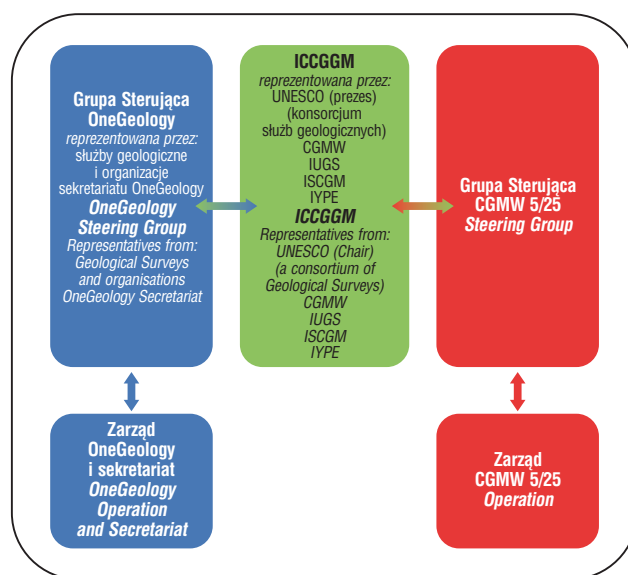 Grupa Sterująca
OneGeology
reprezentowana przez:
służby geologiczne
i organizacje
sekretariatu OneGeology
OneGeology
Steering Group
Representatives from:
Geological Surveys
and organisations
OneGeology Secretariat
ICCGGM
reprezentowana przez:
UNESCO (prezes)
(konsorcjum
służb geologicznych)
CGMW
IUGS
ISCGM
IYPE
ICCGGM
Representatives from:
UNESCO (Chair)
(a consortium of
Geological Surveys)
CGMW
IUGS
ISCGM
IYPE
Grupa Sterująca
CGMW 5/25
Steering Group
Zarząd
OneGeology
i sekretariat
OneGeology
Operation
and Secretariat
Zarząd
CGMW 5/25
Operation